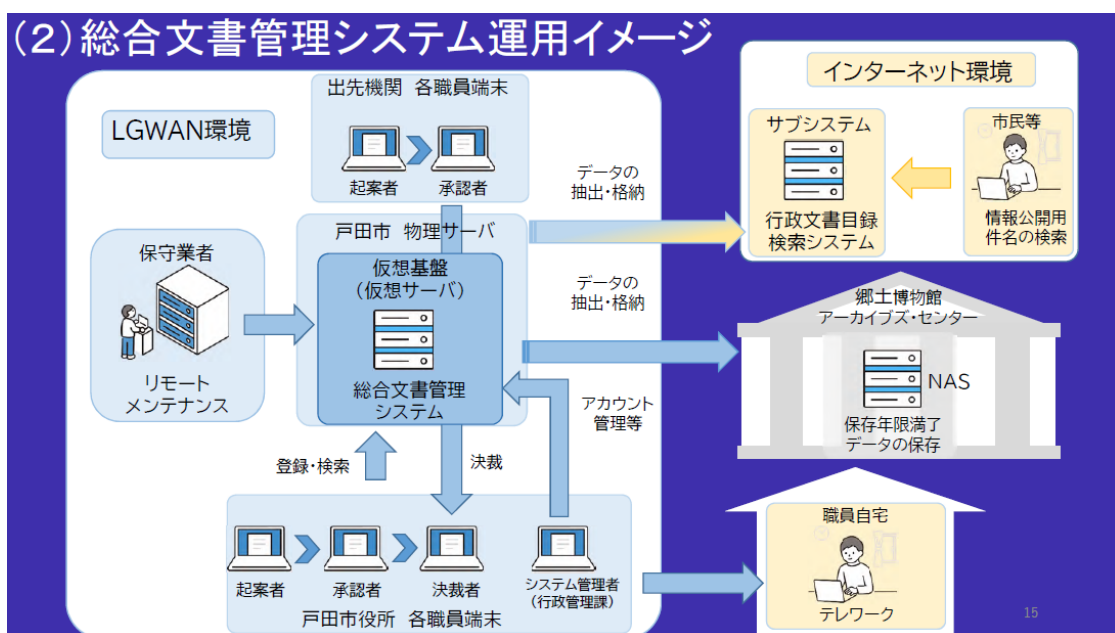 (2)総合文書管理システム運用イメージ
LGWAN環境
出先機関 各職員端末
起案者
承認者
戸田市 物理サーバ
仮想基盤
(仮想サーバ)
総合文書管理
システム
保守業者
リモート
メンテナンス
登録・検索
決裁
アカウント
管理等
起案者
承認者
決裁者
システム管理者
(行政管理課)
戸田市役所 各職員端末
データの
抽出・格納
データの
抽出・格納
インターネット環境
サブシステム
行政文書目録
検索システム
市民等
情報公開用
件名の検索
郷土博物館
アーカイブズ・センター
NAS
保存年限満了
データの保存
職員自宅
テレワーク
15